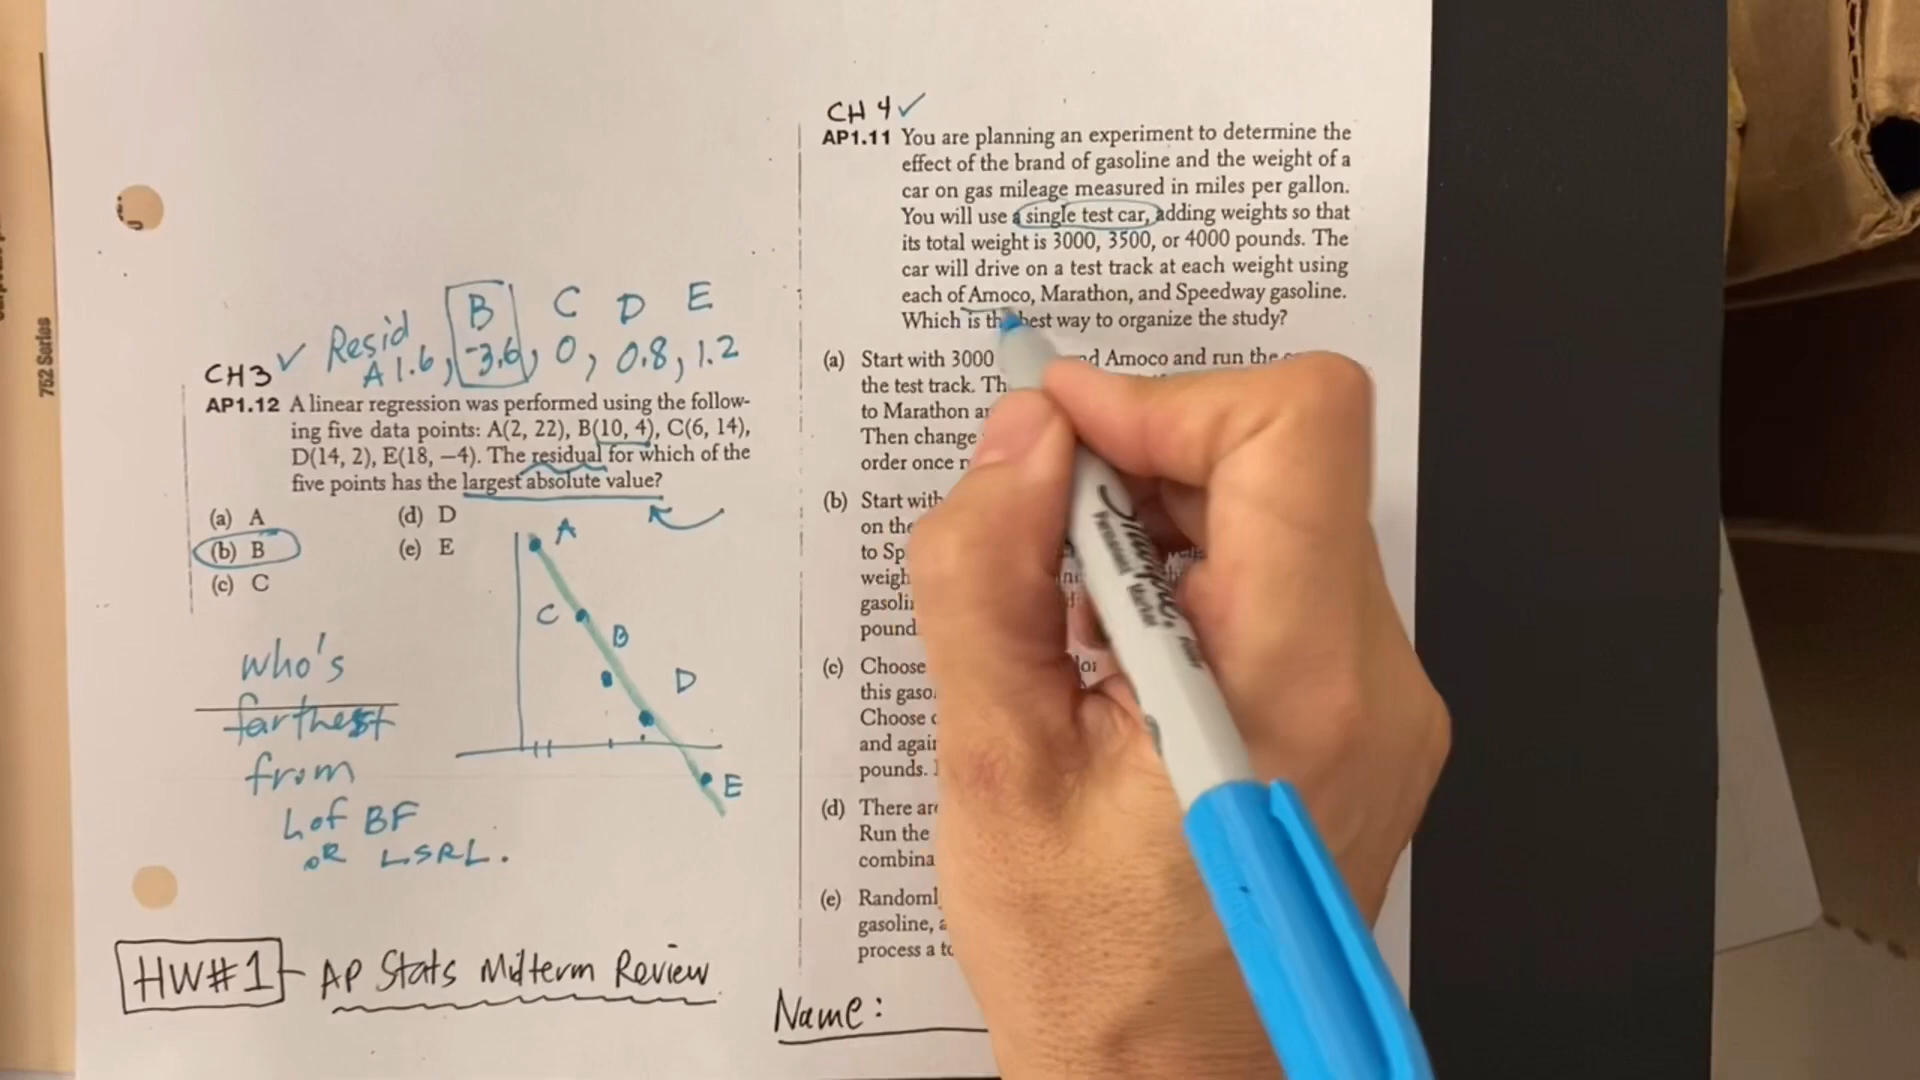 752 Series
Resid
B C D E
A 1.6, -3.6, 0, 0.8, 1.2
CH3 ✓
AP1.12 A linear regression was performed using the follow-
ing five data points: A(2, 22), B(10, 4), C(6, 14),
D(14, 2), E(18, −4). The residual for which of the
five points has the largest absolute value?
(a) A
(b) B
(c) C
(d) D
(e) E
A
C
B
D
E
who's
farthest
from
L of BF
OR LSRL.
HW#1 - AP Stats Midterm Review
CH 4 ✓
AP1.11 You are planning an experiment to determine the
effect of the brand of gasoline and the weight of a
car on gas mileage measured in miles per gallon.
You will use a single test car, adding weights so that
its total weight is 3000, 3500, or 4000 pounds. The
car will drive on a test track at each weight using
each of Amoco, Marathon, and Speedway gasoline.
Which is the best way to organize the study?
(a) Start with 3000 Amoco and run the
the test track.
to Marathon
Then change
order once
(b) Start with
on the
to
gasoli
pound
(c) Choose
this
Choose
and
pounds.
(d) There
Run the
(e)
gasoline,
process a
Name:
Sharpie
Permanent Marker